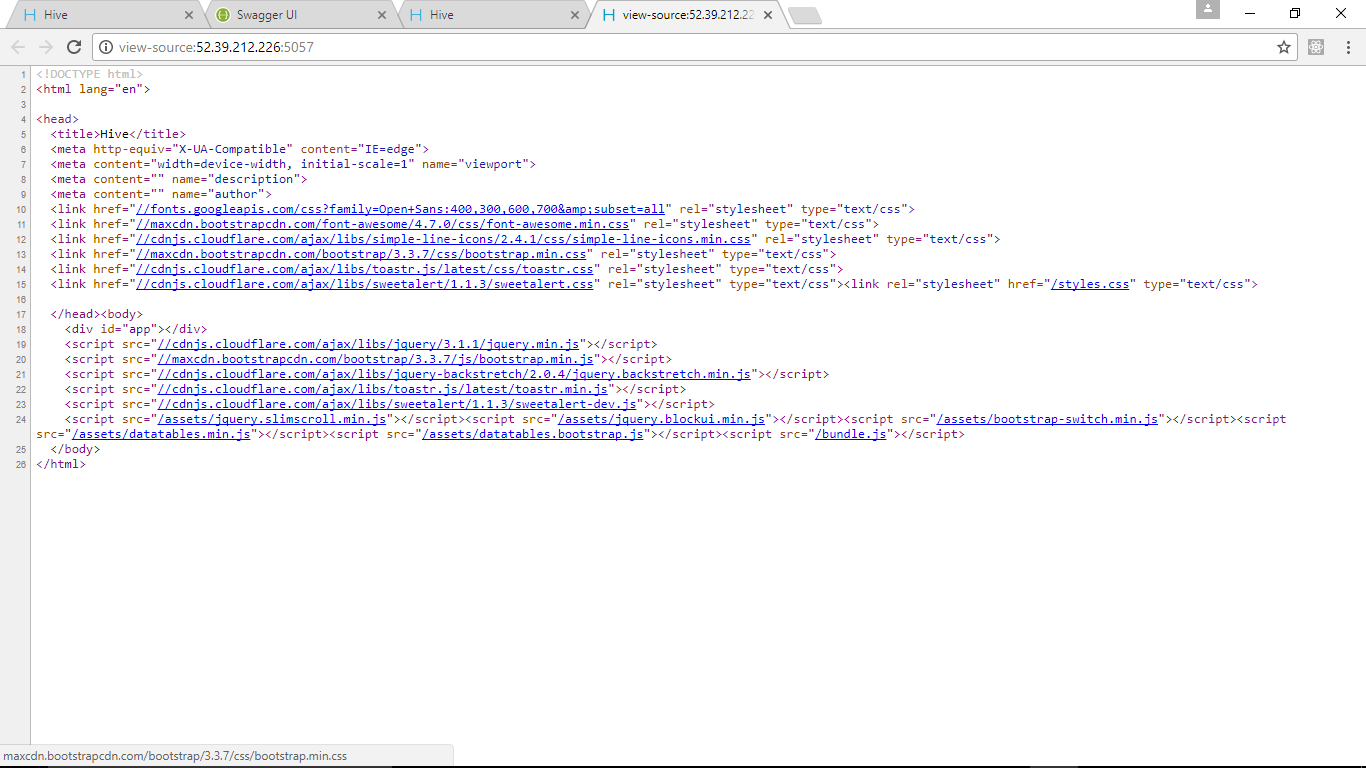 Hive
Swagger UI
Hive
view-source:52.39.212.22
view-source:52.39.212.226:5057
1 <!DOCTYPE html>
2 <html lang="en">
3
4 <head>
5 <title>Hive</title>
6 <meta http-equiv="X-UA-Compatible" content="IE=edge">
7 <meta content="width=device-width, initial-scale=1" name="viewport">
8 <meta content="" name="description">
9 <meta content="" name="author">
10 <link href="//fonts.googleapis.com/css?family=Open+Sans:400,300,600,700&amp;subset=all" rel="stylesheet" type="text/css">
11 <link href="//maxcdn.bootstrapcdn.com/font-awesome/4.7.0/css/font-awesome.min.css" rel="stylesheet" type="text/css">
12 <link href="//cdnjs.cloudflare.com/ajax/libs/simple-line-icons/2.4.1/css/simple-line-icons.min.css" rel="stylesheet" type="text/css">
13 <link href="//maxcdn.bootstrapcdn.com/bootstrap/3.3.7/css/bootstrap.min.css" rel="stylesheet" type="text/css">
14 <link href="//cdnjs.cloudflare.com/ajax/libs/toastr.js/latest/css/toastr.css" rel="stylesheet" type="text/css">
15 <link href="//cdnjs.cloudflare.com/ajax/libs/sweetalert/1.1.3/sweetalert.css" rel="stylesheet" type="text/css"><link rel="stylesheet" href="/styles.css" type="text/css">
16
17 </head><body>
18 <div id="app"></div>
19 <script src="//cdnjs.cloudflare.com/ajax/libs/jquery/3.1.1/jquery.min.js"></script>
20 <script src="//maxcdn.bootstrapcdn.com/bootstrap/3.3.7/js/bootstrap.min.js"></script>
21 <script src="//cdnjs.cloudflare.com/ajax/libs/jquery-backstretch/2.0.4/jquery.backstretch.min.js"></script>
22 <script src="//cdnjs.cloudflare.com/ajax/libs/toastr.js/latest/toastr.min.js"></script>
23 <script src="//cdnjs.cloudflare.com/ajax/libs/sweetalert/1.1.3/sweetalert-dev.js"></script>
24 <script src="/assets/jquery.slimscroll.min.js"></script><script src="/assets/jquery.blockui.min.js"></script><script src="/assets/bootstrap-switch.min.js"></script><script
src="/assets/datatables.min.js"></script><script src="/assets/datatables.bootstrap.js"></script><script src="/bundle.js"></script>
25 </body>
26 </html>
maxcdn.bootstrapcdn.com/bootstrap/3.3.7/css/bootstrap.min.css